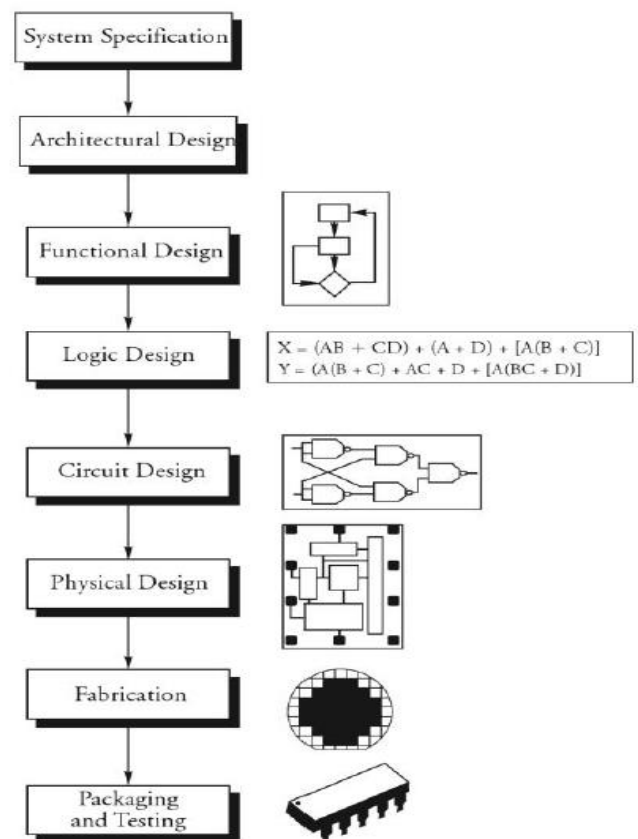 System Specification
Architectural Design
Functional Design
Logic Design
X = (AB + CD) + (A + D) + [A(B + C)]
Y = (A(B + C) + AC + D + [A(BC + D)]
Circuit Design
Physical Design
Fabrication
Packaging
and Testing